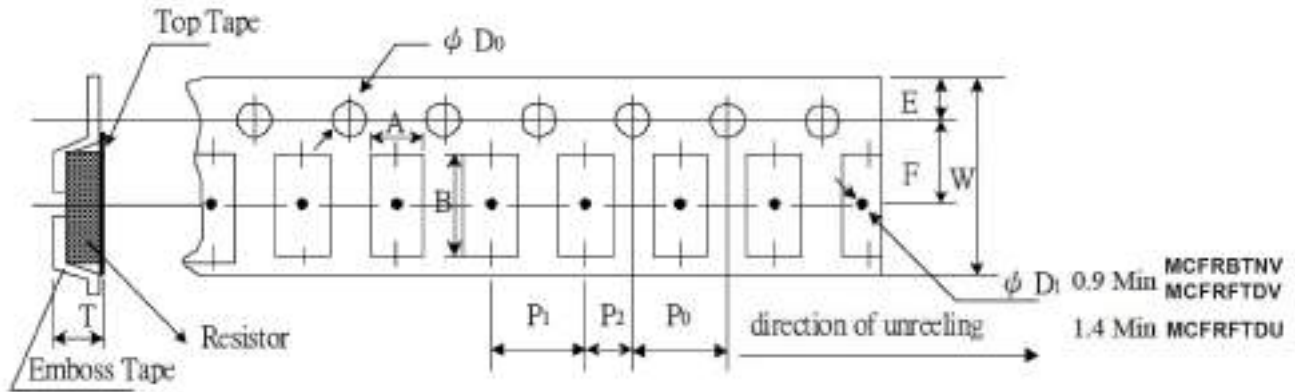 Top Tape
ϕ D₀
A
E
B
F
W
ϕ D₁ 0.9 Min MCFRBTNV
MCFRFTDV
1.4 Min MCFRFTDU
T
P₁
P₂
P₀
direction of unreeling
Resistor
Emboss Tape